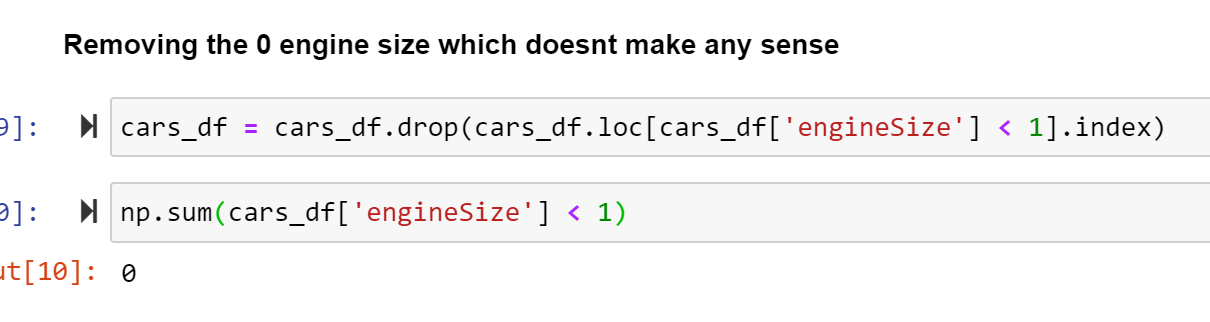 Removing the 0 engine size which doesnt make any sense
9]: cars_df = cars_df.drop(cars_df.loc[cars_df['engineSize'] < 1].index)
0]: np.sum(cars_df['engineSize'] < 1)
ut[10]: 0